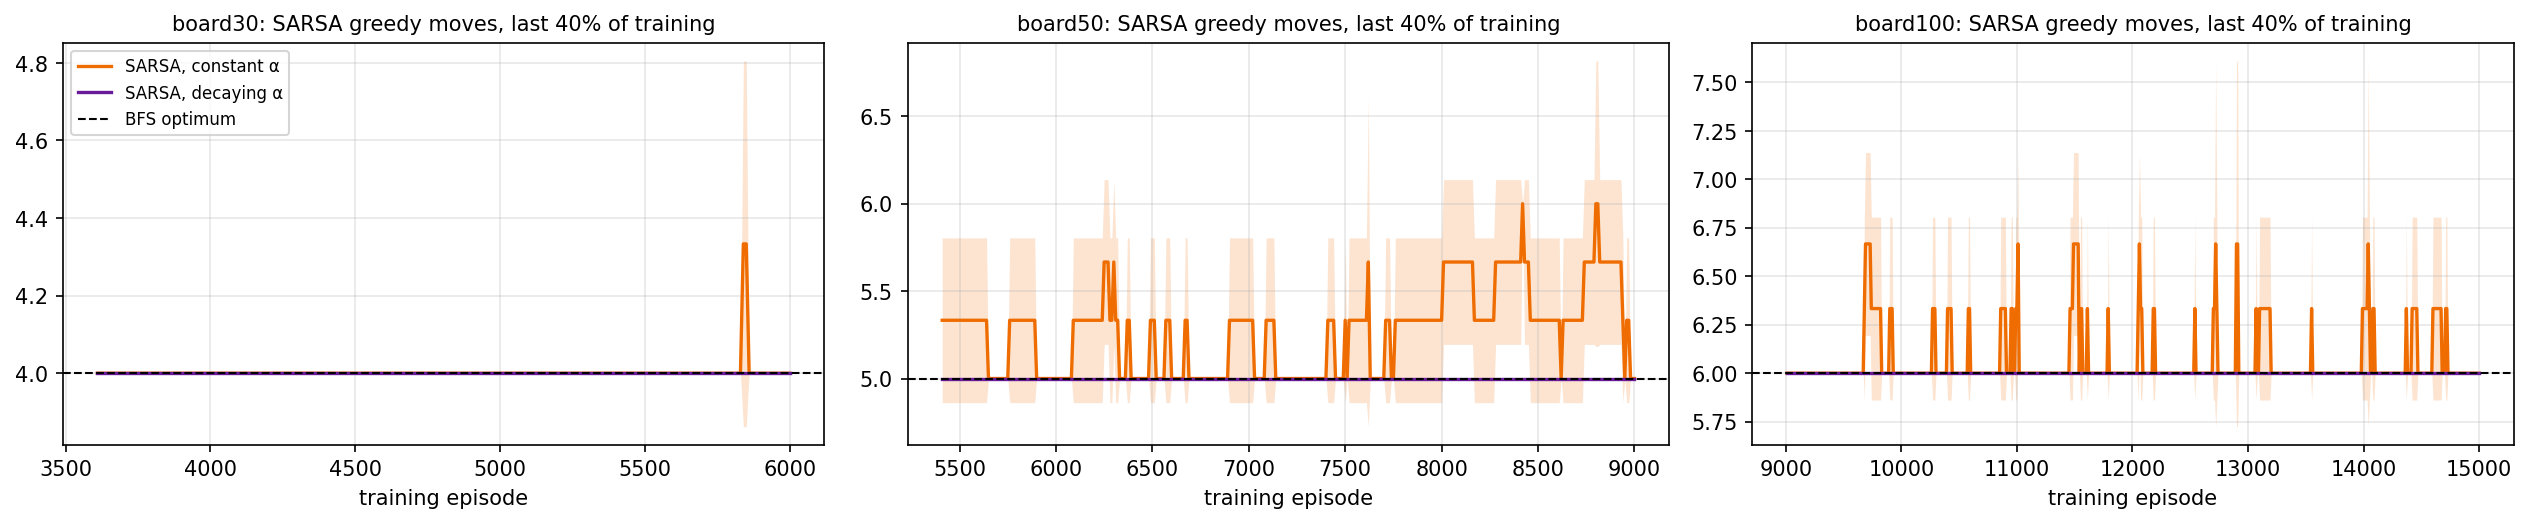 board30: SARSA greedy moves, last 40% of training
4.8
4.6
4.4
4.2
4.0
SARSA, constant α
SARSA, decaying α
BFS optimum
3500 4000 4500 5000 5500 6000
training episode
board50: SARSA greedy moves, last 40% of training
6.5
6.0
5.5
5.0
5500 6000 6500 7000 7500 8000 8500 9000
training episode
board100: SARSA greedy moves, last 40% of training
7.50
7.25
7.00
6.75
6.50
6.25
6.00
5.75
9000 10000 11000 12000 13000 14000 15000
training episode